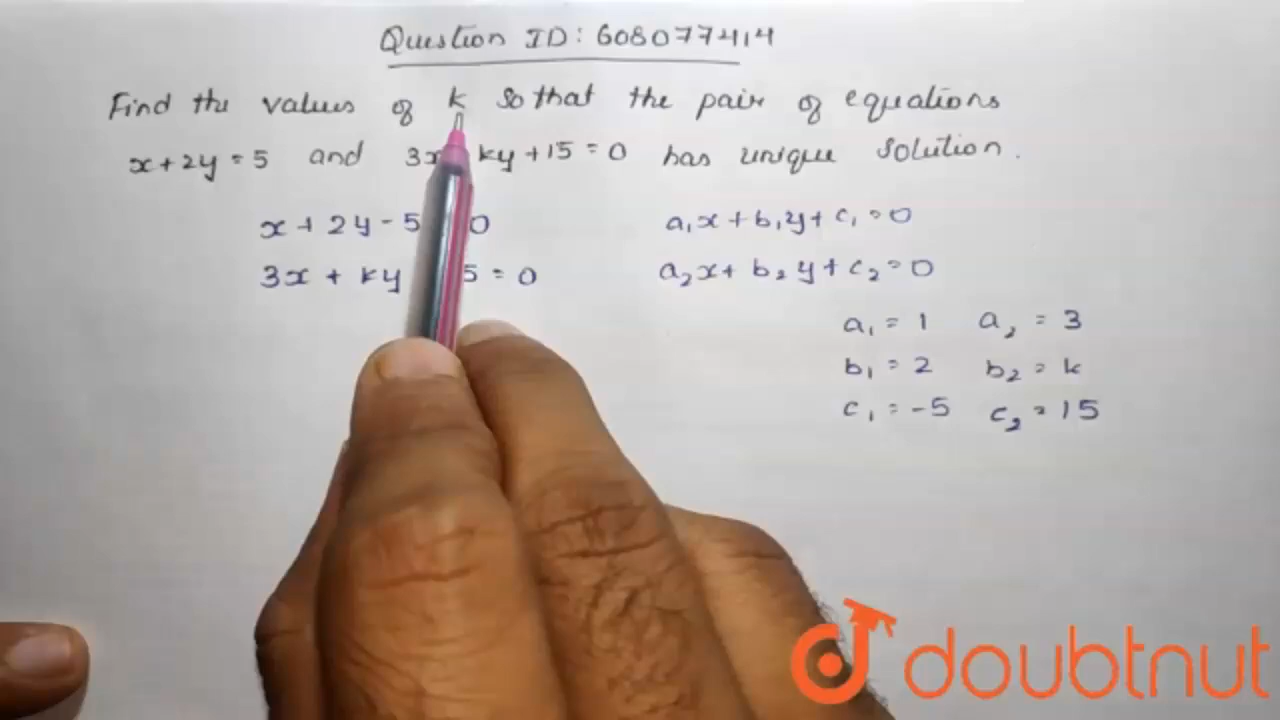 Question ID: 608077414
Find the values of k so that the pair of equations
x + 2y = 5 and 3x ky + 15 = 0 has unique solution.
x + 2y - 5 0
a₁x + b₁y + c₁ = 0
3x + ky 5 = 0
a₂x + b₂y + c₂ = 0
a₁ = 1 a₂ = 3
b₁ = 2 b₂ = k
c₁ = -5 c₂ = 15
doubtnut